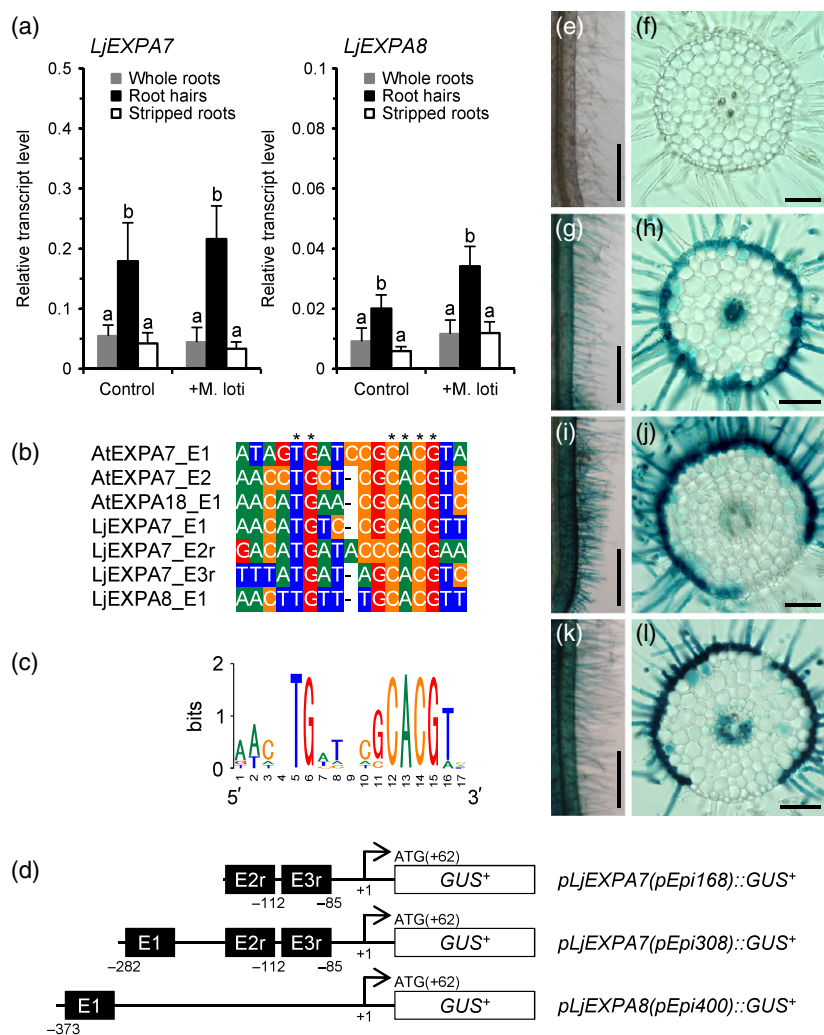 (a)
LjEXPA7
LjEXPA8
Relative transcript level
0.5
0.4
0.3
0.2
0.1
0
Whole roots
Root hairs
Stripped roots
a
b
a
a
b
a
Control
+M. loti
Relative transcript level
0.1
0.08
0.06
0.04
0.02
0
Whole roots
Root hairs
Stripped roots
a
b
a
a
b
a
Control
+M. loti
(b)
* * * * * *
AtEXPA7_E1 ATAGTGATCCGCACGTA
AtEXPA7_E2 AACCTGCT-CGCACGTC
AtEXPA18_E1 AACATGAA-CGCACGTC
LjEXPA7_E1 AACATGTC-CGCACGTT
LjEXPA7_E2r GACATGATACCCACGAA
LjEXPA7_E3r TTTATGAT-AGCACGTC
LjEXPA8_E1 AACTTGTT-TGCACGTT
(c)
bits
2
1
0
1 2 3 4 5 6 7 8 9 10 11 12 13 14 15 16 17
5′
3′
(d)
E2r E3r ATG(+62) GUS+ pLjEXPA7(pEpi168)::GUS+
−112 −85 +1
E1 E2r E3r ATG(+62) GUS+ pLjEXPA7(pEpi308)::GUS+
−282 −112 −85 +1
E1 ATG(+62) GUS+ pLjEXPA8(pEpi400)::GUS+
−373 +1
(e)
(f)
(g)
(h)
(i)
(j)
(k)
(l)